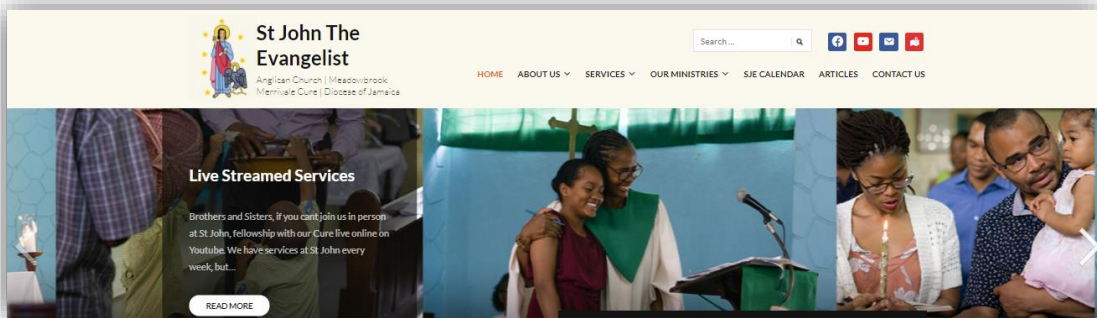 St John The
Evangelist
Anglican Church | Meadowbrook
Merrivale Cure | Diocese of Jamaica
Search ...
HOME ABOUT US SERVICES OUR MINISTRIES SJE CALENDAR ARTICLES CONTACT US
Live Streamed Services
Brothers and Sisters, if you cant join us in person
at St John, fellowship with our Cure live online on
Youtube. We have services at St John every
week, but...
READ MORE